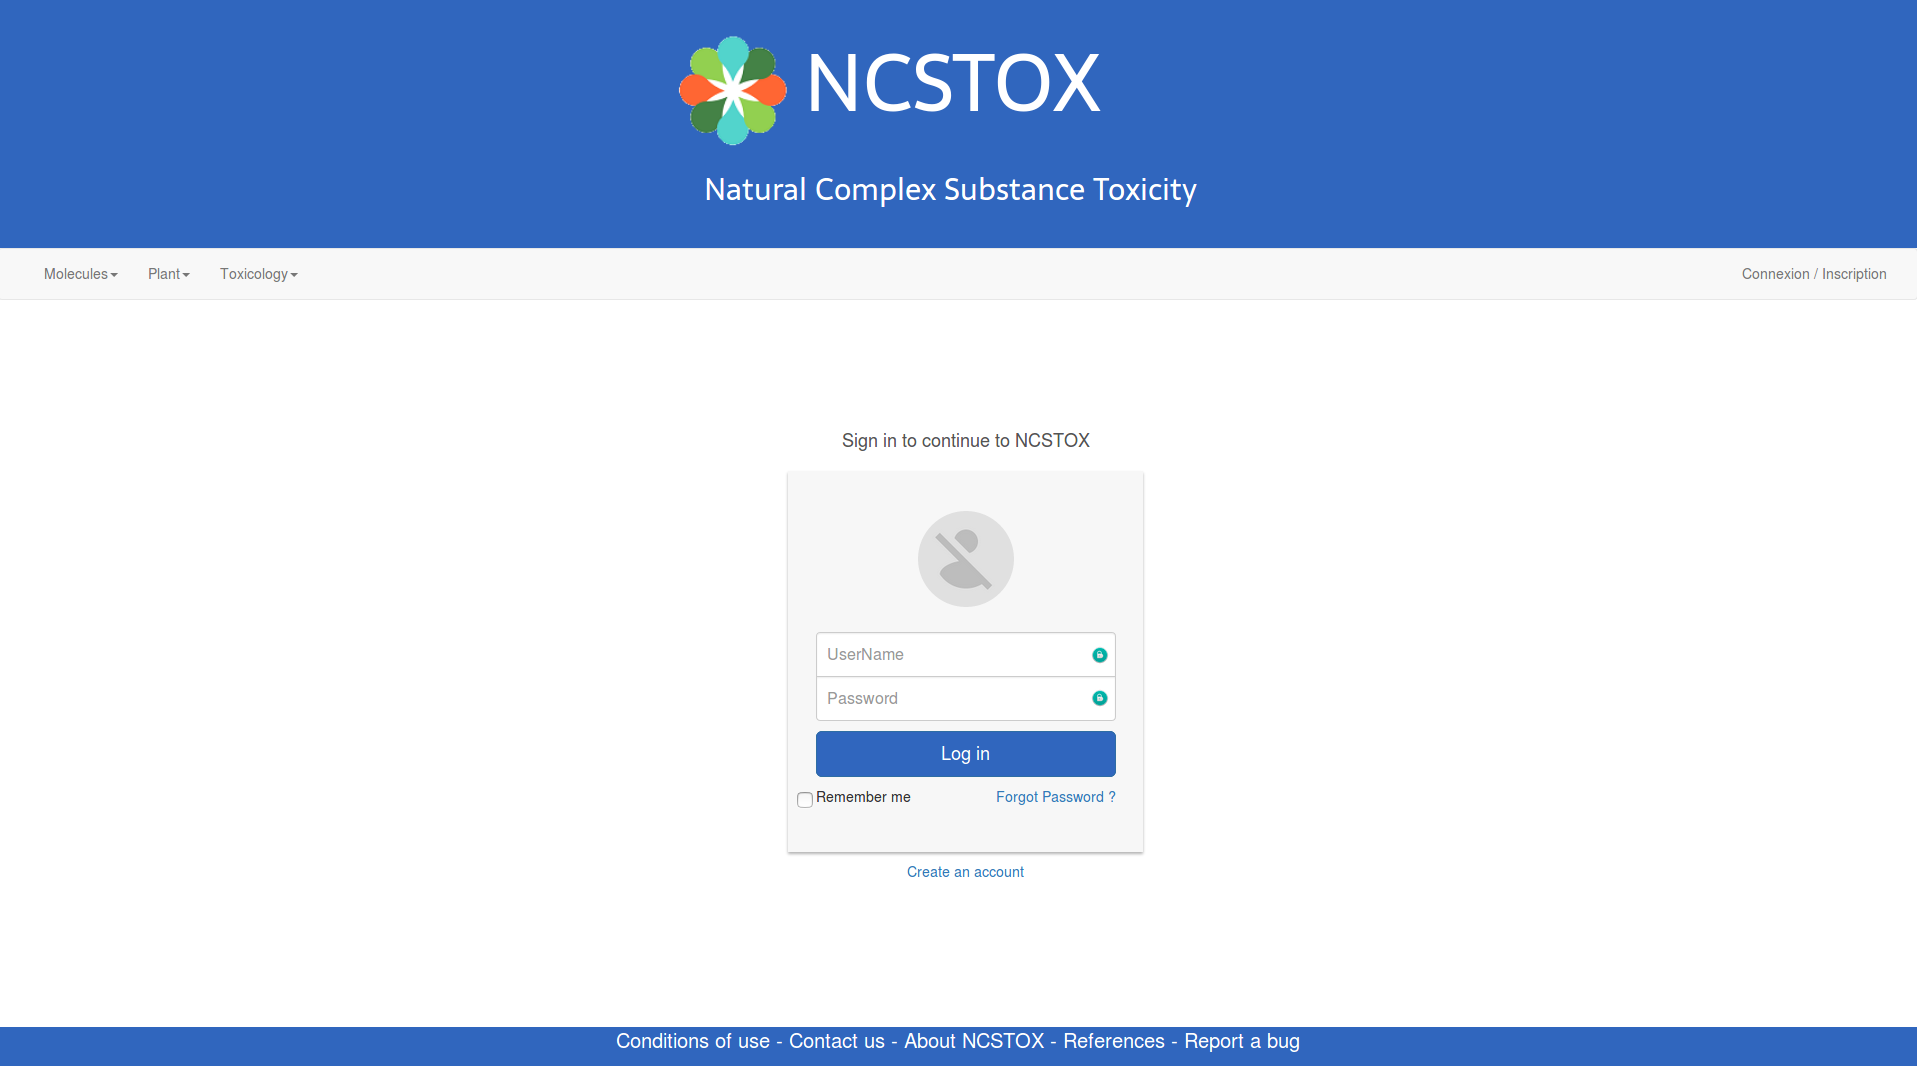 NCSTOX
Natural Complex Substance Toxicity
Molecules Plant Toxicology Connexion / Inscription
Sign in to continue to NCSTOX
UserName
Password
Log in
Remember me Forgot Password ?
Create an account
Conditions of use - Contact us - About NCSTOX - References - Report a bug